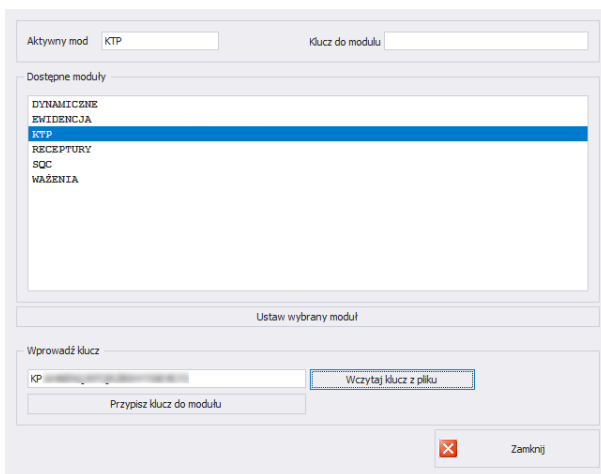 Aktywny mod KTP Klucz do modulu
Dostępne moduły
DYNAMICZNE
EWIDENCJA
KTP
RECEPTURY
SQC
WAŻENIA
Ustaw wybrany moduł
Wprowadź klucz
KP
Wczytaj klucz z pliku
Przypisz klucz do modułu
Zamknij